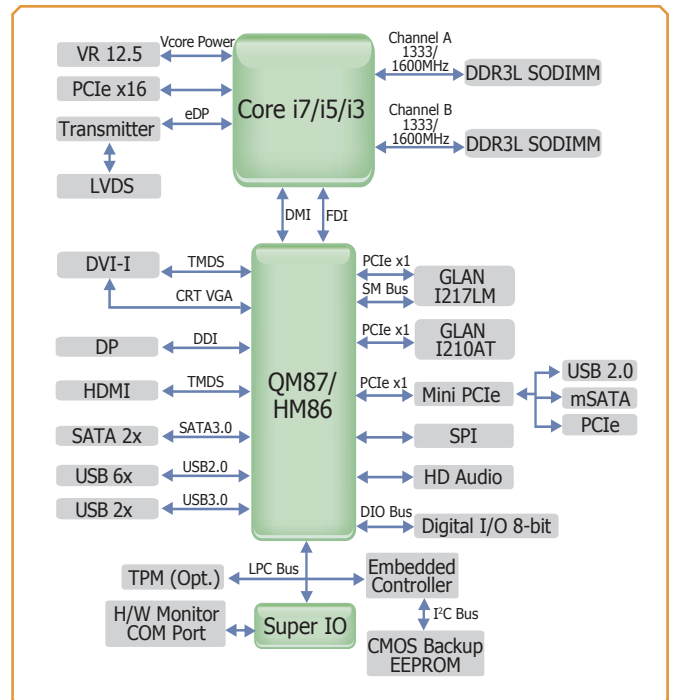 VR 12.5
Vcore Power
PCIe x16
Transmitter
eDP
LVDS
Core i7/i5/i3
Channel A
1333/
1600MHz
DDR3L SODIMM
Channel B
1333/
1600MHz
DDR3L SODIMM
DMI
FDI
DVI-I
TMDS
CRT VGA
DP
DDI
HDMI
TMDS
SATA 2x
SATA3.0
USB 6x
USB2.0
USB 2x
USB3.0
QM87/
HM86
PCIe x1
SM Bus
GLAN
I217LM
PCIe x1
GLAN
I210AT
PCIe x1
Mini PCIe
USB 2.0
mSATA
PCIe
SPI
HD Audio
DIO Bus
Digital I/O 8-bit
TPM (Opt.)
LPC Bus
Embedded
Controller
H/W Monitor
COM Port
Super IO
I²C Bus
CMOS Backup
EEPROM